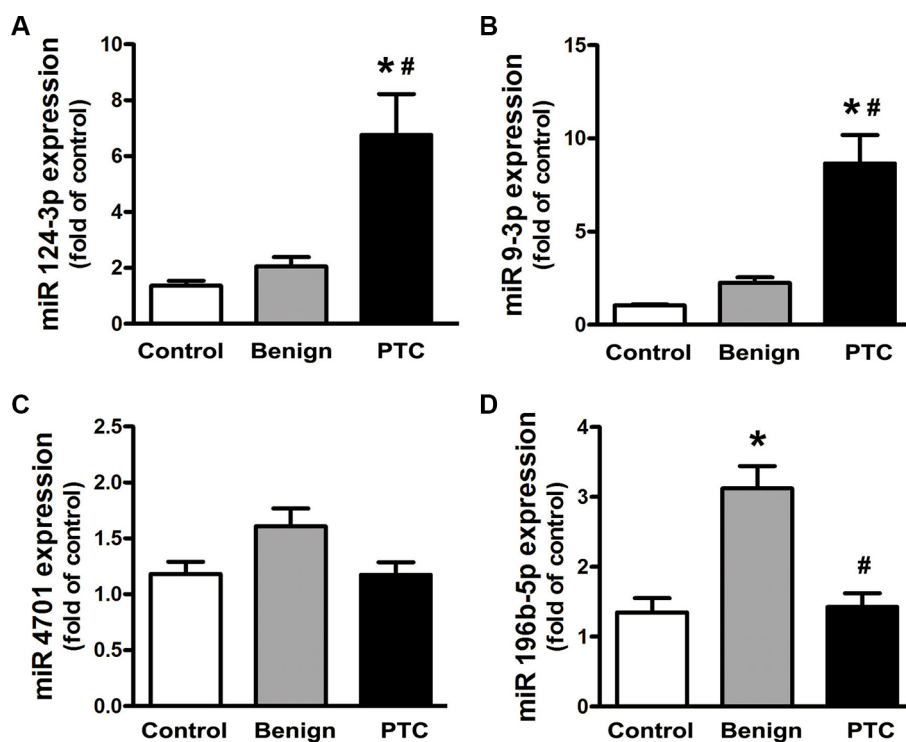 A
miR 124-3p expression
(fold of control)
10
8
6
4
2
0
* #
Control Benign PTC
B
miR 9-3p expression
(fold of control)
15
10
5
0
* #
Control Benign PTC
C
miR 4701 expression
(fold of control)
2.5
2.0
1.5
1.0
0.5
0.0
Control Benign PTC
D
miR 196b-5p expression
(fold of control)
4
3
2
1
0
*
#
Control Benign PTC